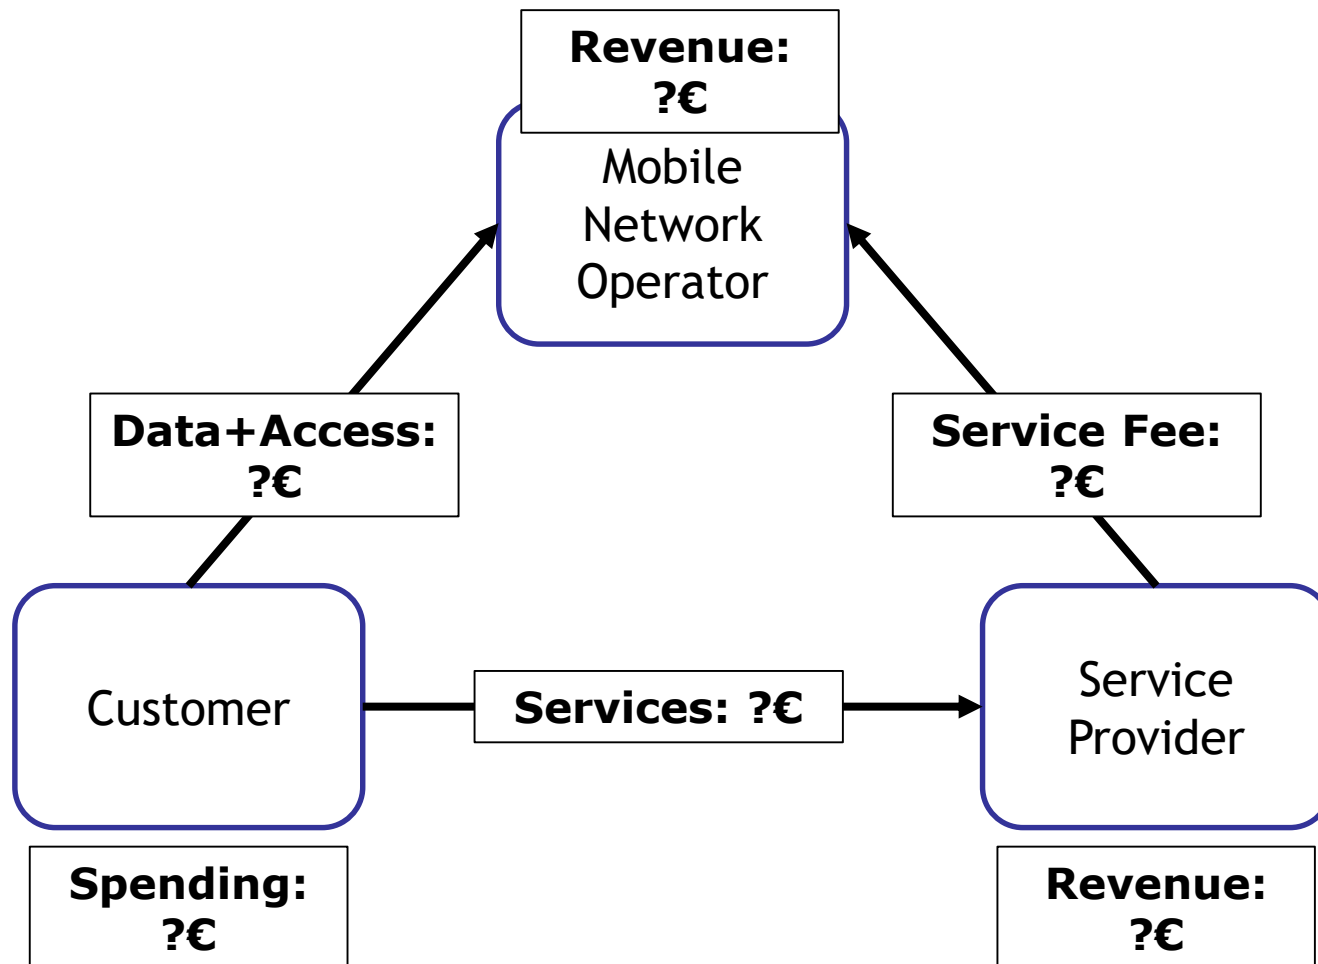 Revenue:
?€
Mobile
Network
Operator
Data+Access:
?€
Service Fee:
?€
Customer
Services: ?€
Service
Provider
Spending:
?€
Revenue:
?€